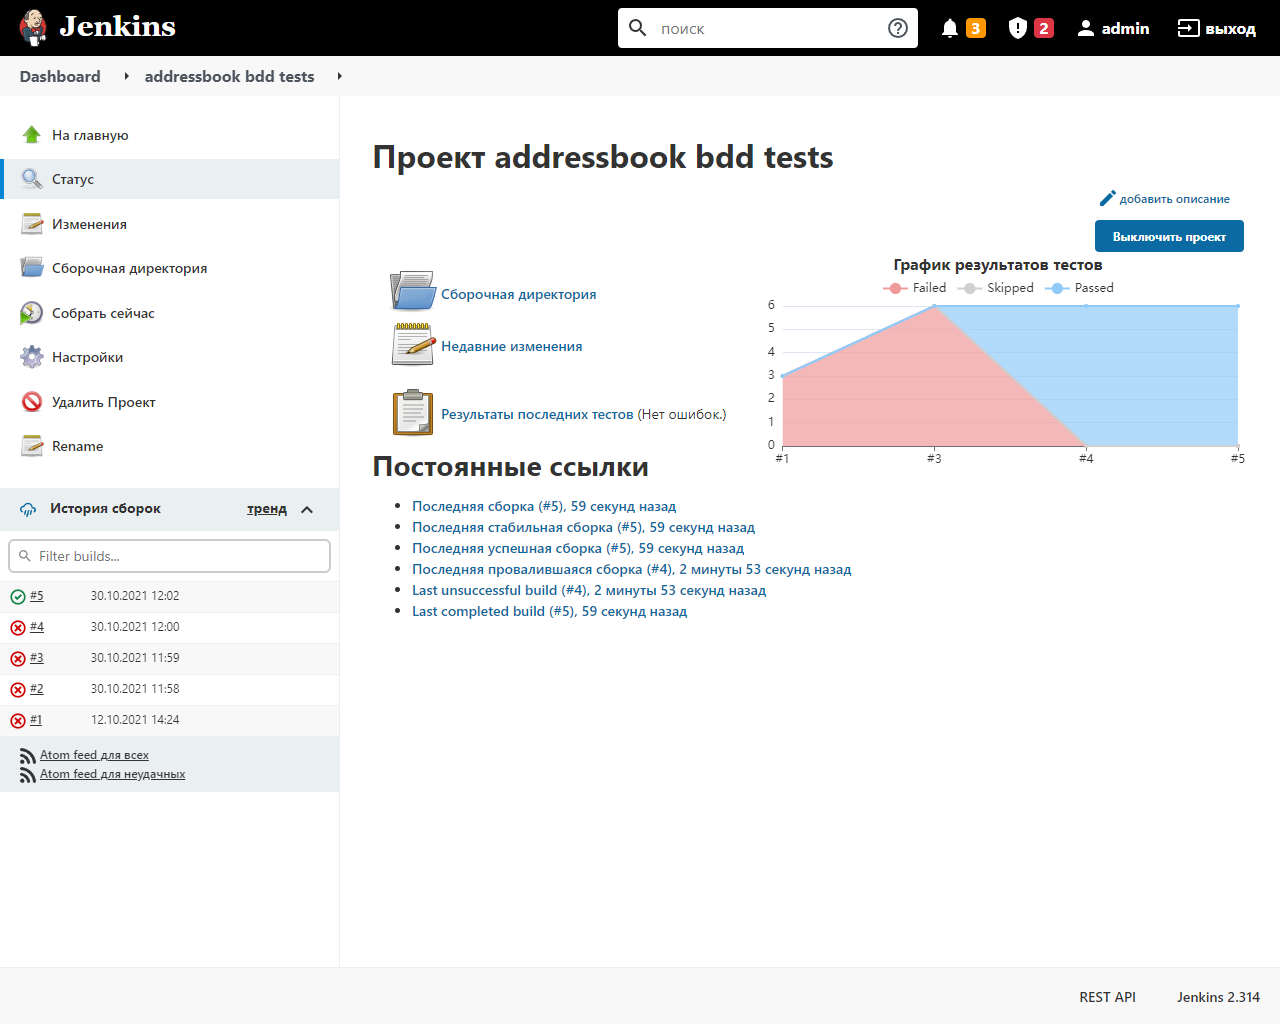 Jenkins
поиск
3
2
admin
выход
Dashboard
addressbook bdd tests
На главную
Статус
Изменения
Сборочная директория
Собрать сейчас
Настройки
Удалить Проект
Rename
История сборок
тренд
Filter builds...
#5 30.10.2021 12:02
#4 30.10.2021 12:00
#3 30.10.2021 11:59
#2 30.10.2021 11:58
#1 12.10.2021 14:24
Atom feed для всех
Atom feed для неудачных
Проект addressbook bdd tests
добавить описание
Выключить проект
Сборочная директория
Недавние изменения
Результаты последних тестов (Нет ошибок.)
График результатов тестов
Failed Skipped Passed
6
5
4
3
2
1
0
#1 #3 #4 #5
Постоянные ссылки
Последняя сборка (#5), 59 секунд назад
Последняя стабильная сборка (#5), 59 секунд назад
Последняя успешная сборка (#5), 59 секунд назад
Последняя провалившаяся сборка (#4), 2 минуты 53 секунд назад
Last unsuccessful build (#4), 2 минуты 53 секунд назад
Last completed build (#5), 59 секунд назад
REST API
Jenkins 2.314